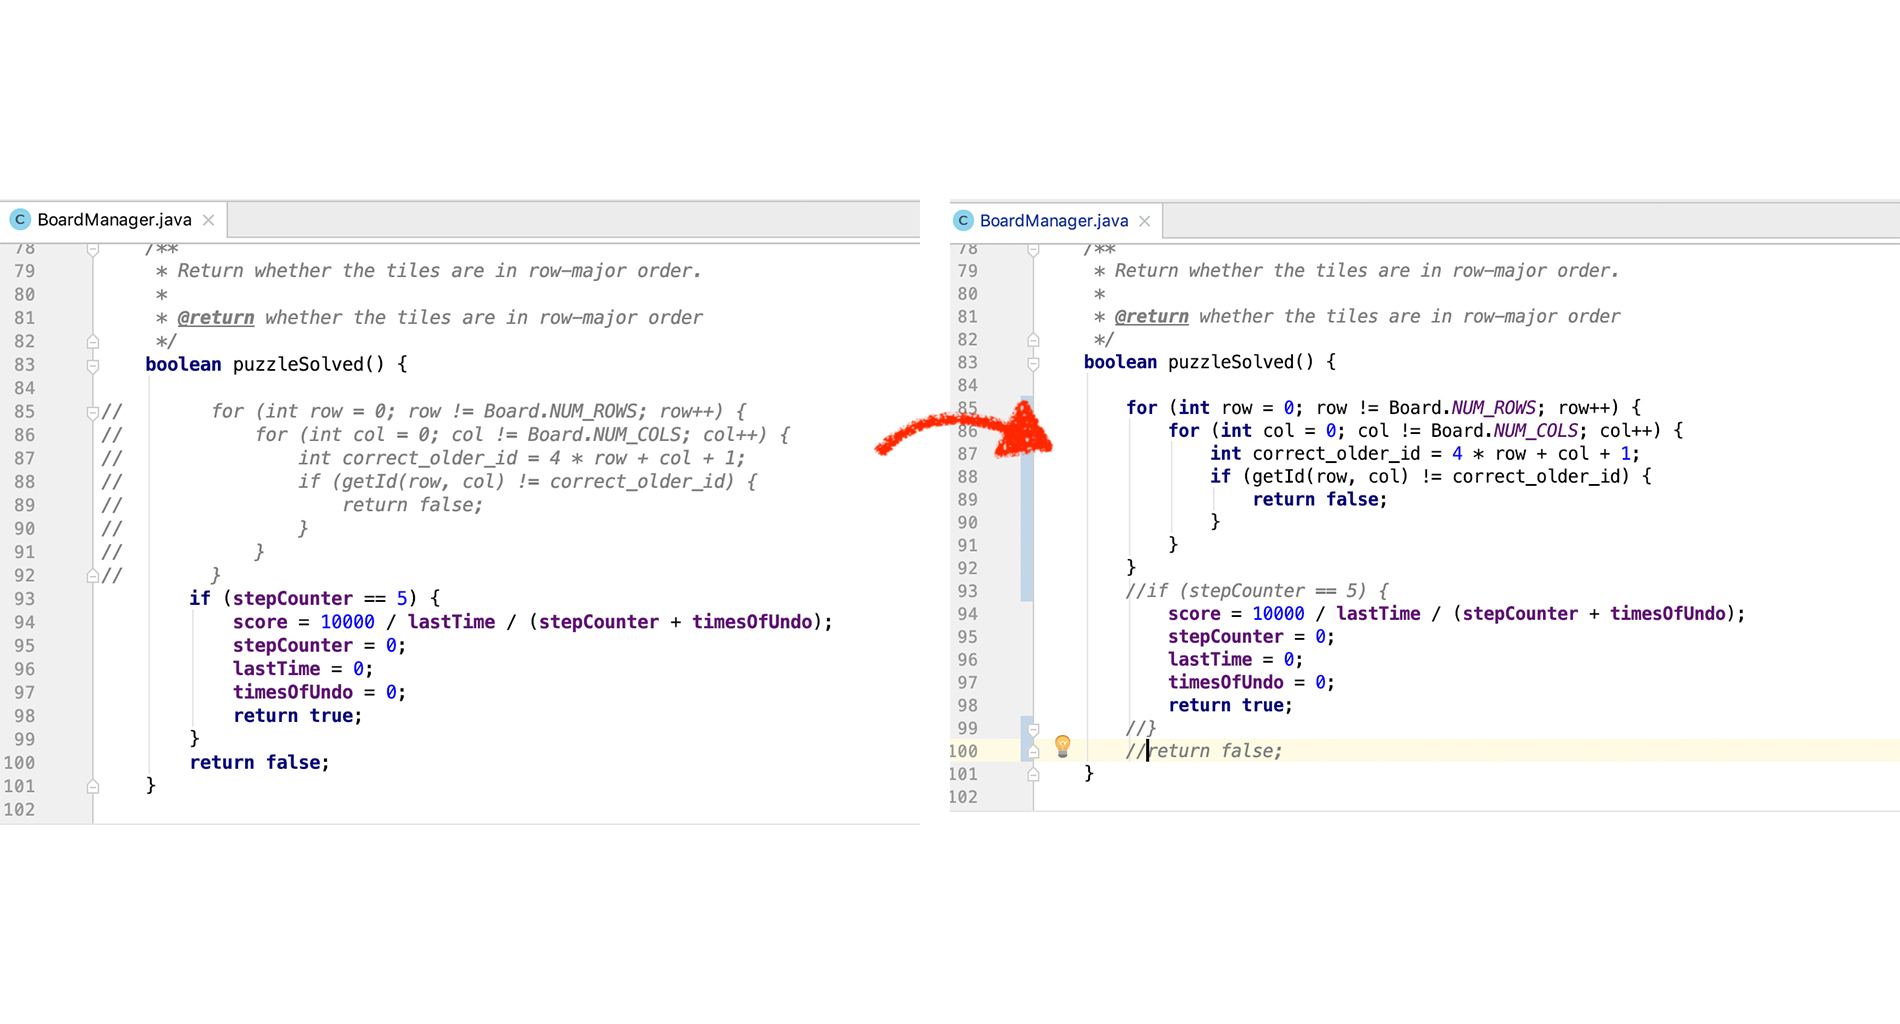 BoardManager.java
78 /**
79 * Return whether the tiles are in row-major order.
80 *
81 * @return whether the tiles are in row-major order
82 */
83 boolean puzzleSolved() {
84
85 // for (int row = 0; row != Board.NUM_ROWS; row++) {
86 // for (int col = 0; col != Board.NUM_COLS; col++) {
87 // int correct_older_id = 4 * row + col + 1;
88 // if (getId(row, col) != correct_older_id) {
89 // return false;
90 // }
91 // }
92 // }
93 if (stepCounter == 5) {
94 score = 10000 / lastTime / (stepCounter + timesOfUndo);
95 stepCounter = 0;
96 lastTime = 0;
97 timesOfUndo = 0;
98 return true;
99 }
100 return false;
101 }
102
BoardManager.java
78 /**
79 * Return whether the tiles are in row-major order.
80 *
81 * @return whether the tiles are in row-major order
82 */
83 boolean puzzleSolved() {
84
85 for (int row = 0; row != Board.NUM_ROWS; row++) {
86 for (int col = 0; col != Board.NUM_COLS; col++) {
87 int correct_older_id = 4 * row + col + 1;
88 if (getId(row, col) != correct_older_id) {
89 return false;
90 }
91 }
92 }
93 //if (stepCounter == 5) {
94 score = 10000 / lastTime / (stepCounter + timesOfUndo);
95 stepCounter = 0;
96 lastTime = 0;
97 timesOfUndo = 0;
98 return true;
99 //}
100 //return false;
101 }
102